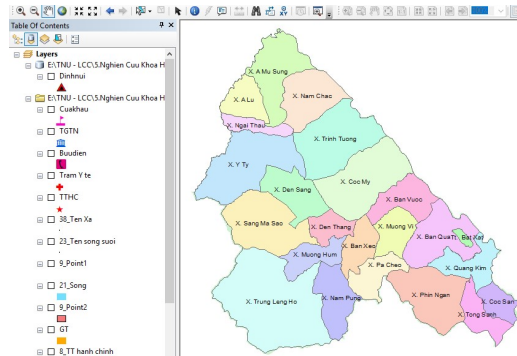 Table Of Contents
Layers
E:\TNU - LCC\5.Nghien Cuu Khoa H
Dinhnui
E:\TNU - LCC\5.Nghien Cuu Khoa H
Cuakhau
TGTN
Buudien
Tram Y te
TTHC
38_Ten Xa
23_Ten song suoi
9_Point1
21_Song
9_Point2
GT
8_TT hanh chinh
X. A Mu Sung
X. A Lu
X. Nam Chac
X. Ngai Thau
X. Trinh Tuong
X. Y Ty
X. Coc My
X. Den Sang
X. Ban Vuoc
X. Sang Ma Sao
X. Den Thang
X. Muong Vi
X. Ban Qua
Tt. Bat Xat
X. Ban Xeo
X. Muong Hum
X. Pa Cheo
X. Quang Kim
X. Trung Leng Ho
X. Nam Pung
X. Phin Ngan
X. Coc San
X. Tong Sanh